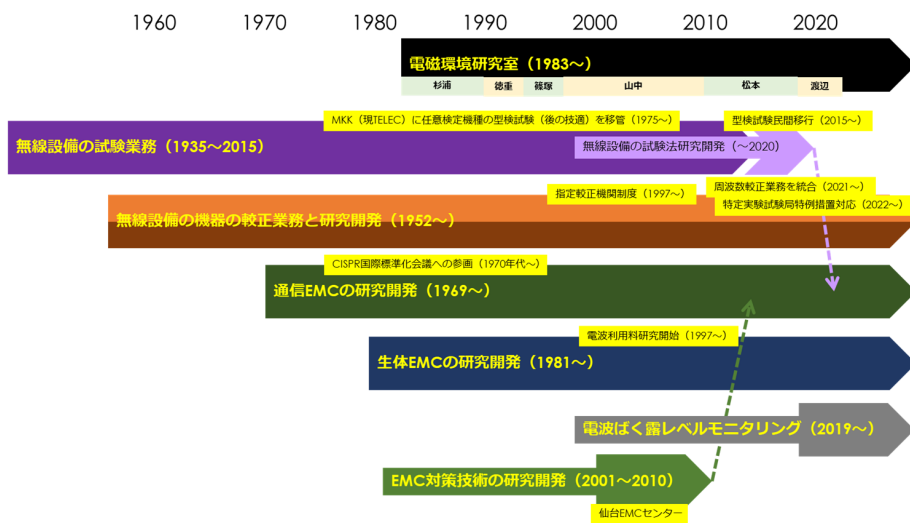 1960 1970 1980 1990 2000 2010 2020
電磁環境研究室（1983～）
杉浦 徳重 篠塚 山中 松本 渡辺
MKK（現TELEC）に任意検定機種の型検試験（後の技適）を移管（1975～）
型検試験民間移行（2015～）
無線設備の試験業務（1935～2015）
無線設備の試験法研究開発（～2020）
指定較正機関制度（1997～）
周波数較正業務を統合（2021～）
特定実験試験局特例措置対応（2022～）
無線設備の機器の較正業務と研究開発（1952～）
CISPR国際標準化会議への参画（1970年代～）
通信EMCの研究開発（1969～）
電波利用料研究開始（1997～）
生体EMCの研究開発（1981～）
電波ばく露レベルモニタリング（2019～）
EMC対策技術の研究開発（2001～2010）
仙台EMCセンター